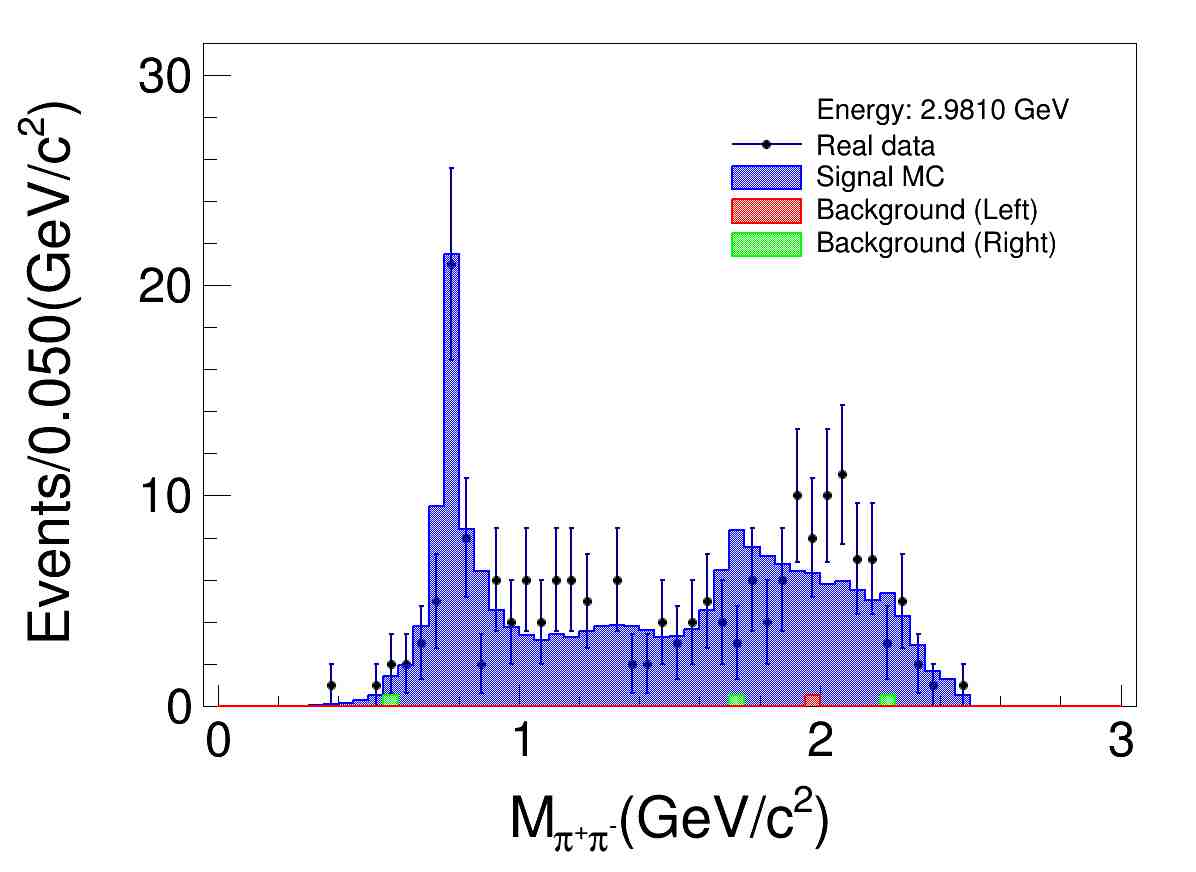 Events/0.050(GeV/c²)
30
20
10
0
Energy: 2.9810 GeV
Real data
Signal MC
Background (Left)
Background (Right)
0 1 2 3
Mπ⁺π⁻(GeV/c²)